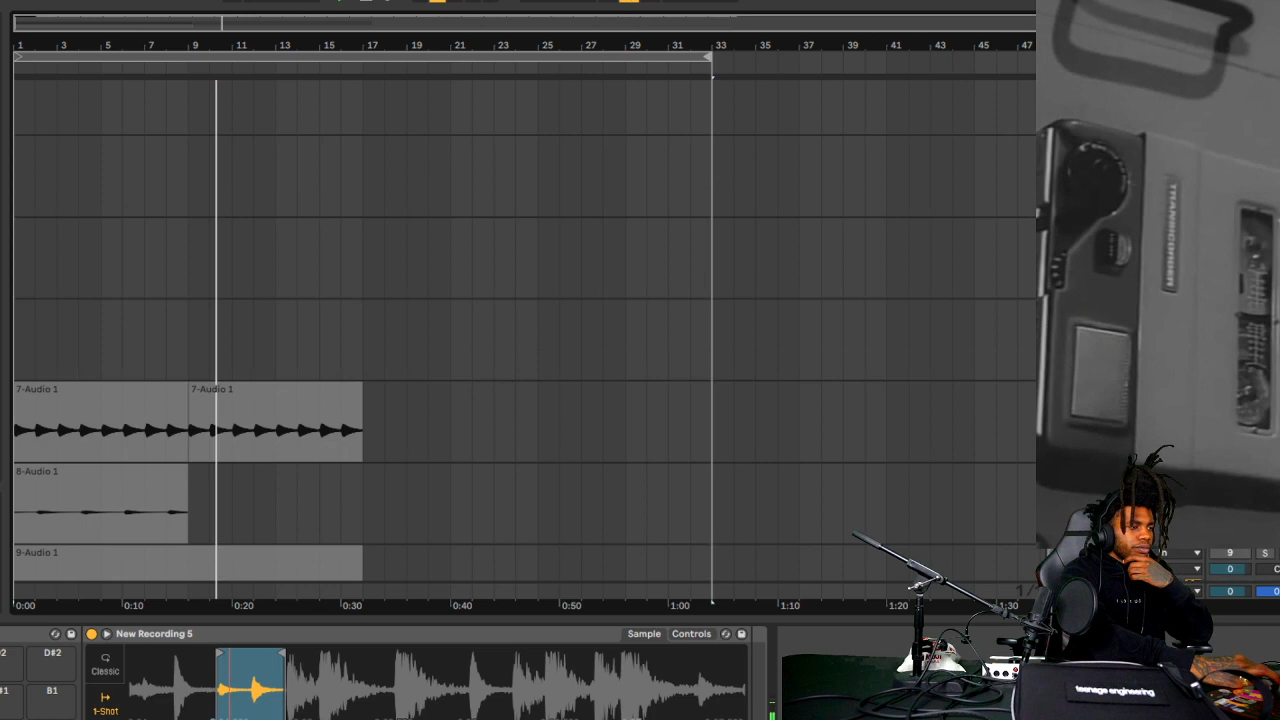 1 3 5 7 9 11 13 15 17 19 21 23 25 27 29 31 33 35 37 39 41 43 45 47
7-Audio 1 7-Audio 1
8-Audio 1
9-Audio 1
0:00 0:10 0:20 0:30 0:40 0:50 1:00 1:10 1:20 1:30
TRANSCORDER
9 S
0
0
New Recording 5 Sample Controls
D#2
B1
Classic
1-Shot
teenage engineering